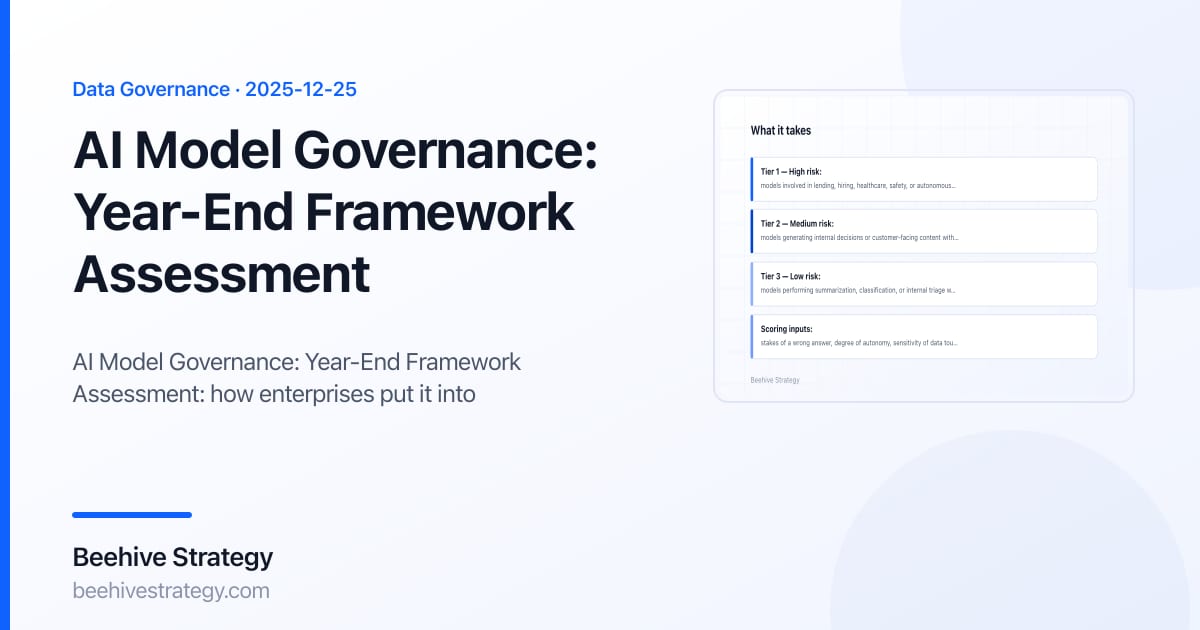 Data Governance · 2025-12-25
AI Model Governance:
Year-End Framework
Assessment
AI Model Governance: Year-End Framework
Assessment: how enterprises put it into
Beehive Strategy
beehivestrategy.com
What it takes
Tier 1 — High risk:
models involved in lending, hiring, healthcare, safety, or autonomous...
Tier 2 — Medium risk:
models generating internal decisions or customer-facing content with...
Tier 3 — Low risk:
models performing summarization, classification, or internal triage w...
Scoring inputs:
stakes of a wrong answer, degree of autonomy, sensitivity of data tou...
Beehive Strategy